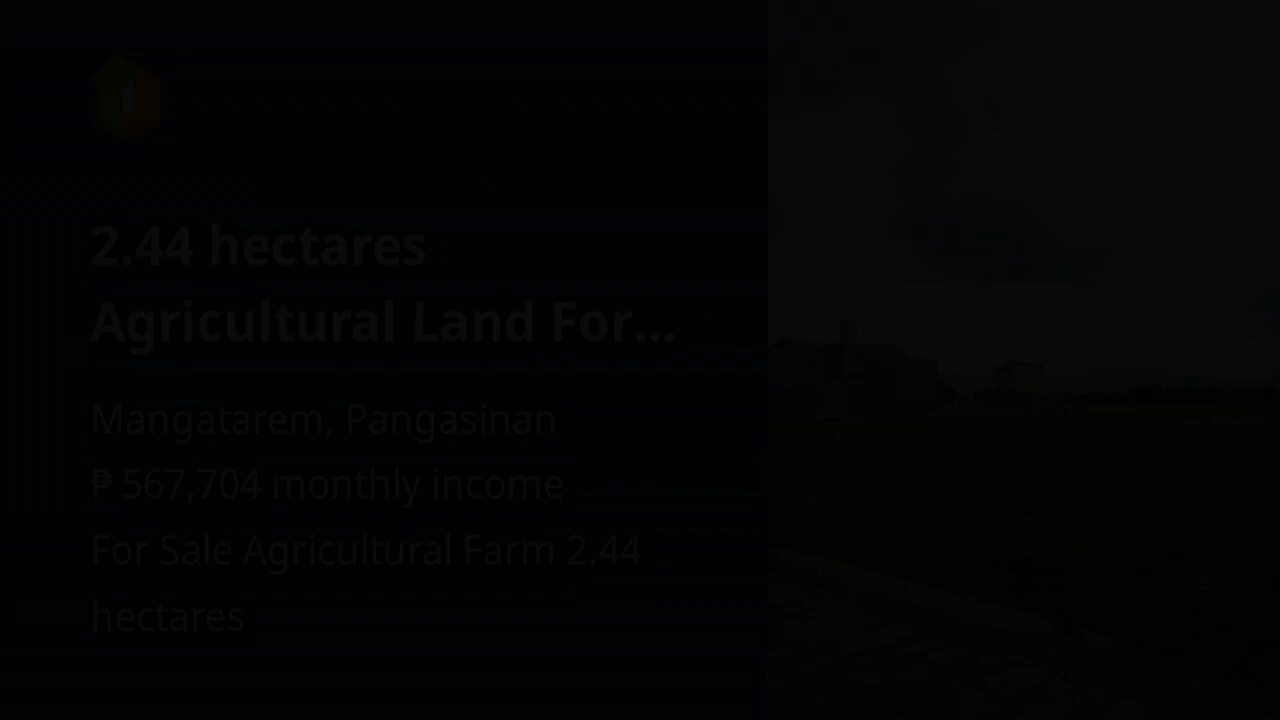 2.44 hectares
Agricultural Land For...
Mangatarem, Pangasinan
₱ 567,704 monthly income
For Sale Agricultural Farm 2.44
hectares